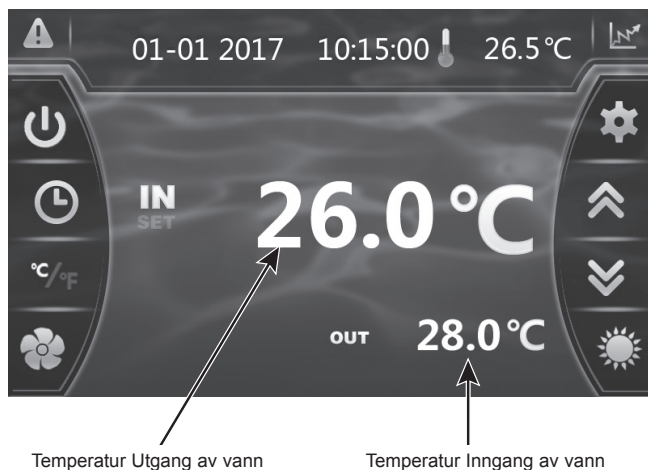 01-01 2017 10:15:00 26.5°C
IN
SET
26.0°C
°C/°F
OUT 28.0°C
Temperatur Utgang av vann Temperatur Inngang av vann